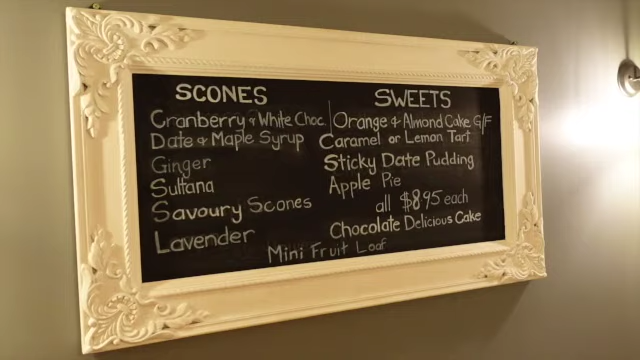 SCONES
Cranberry & White Choc
Date & Maple Syrup
Ginger
Sultana
Savoury Scones
Lavender
SWEETS
Orange & Almond Cake G/F
Caramel or Lemon Tart
Sticky Date Pudding
Apple Pie
all $8.95 each
Chocolate Delicious Cake
Mini Fruit Loaf